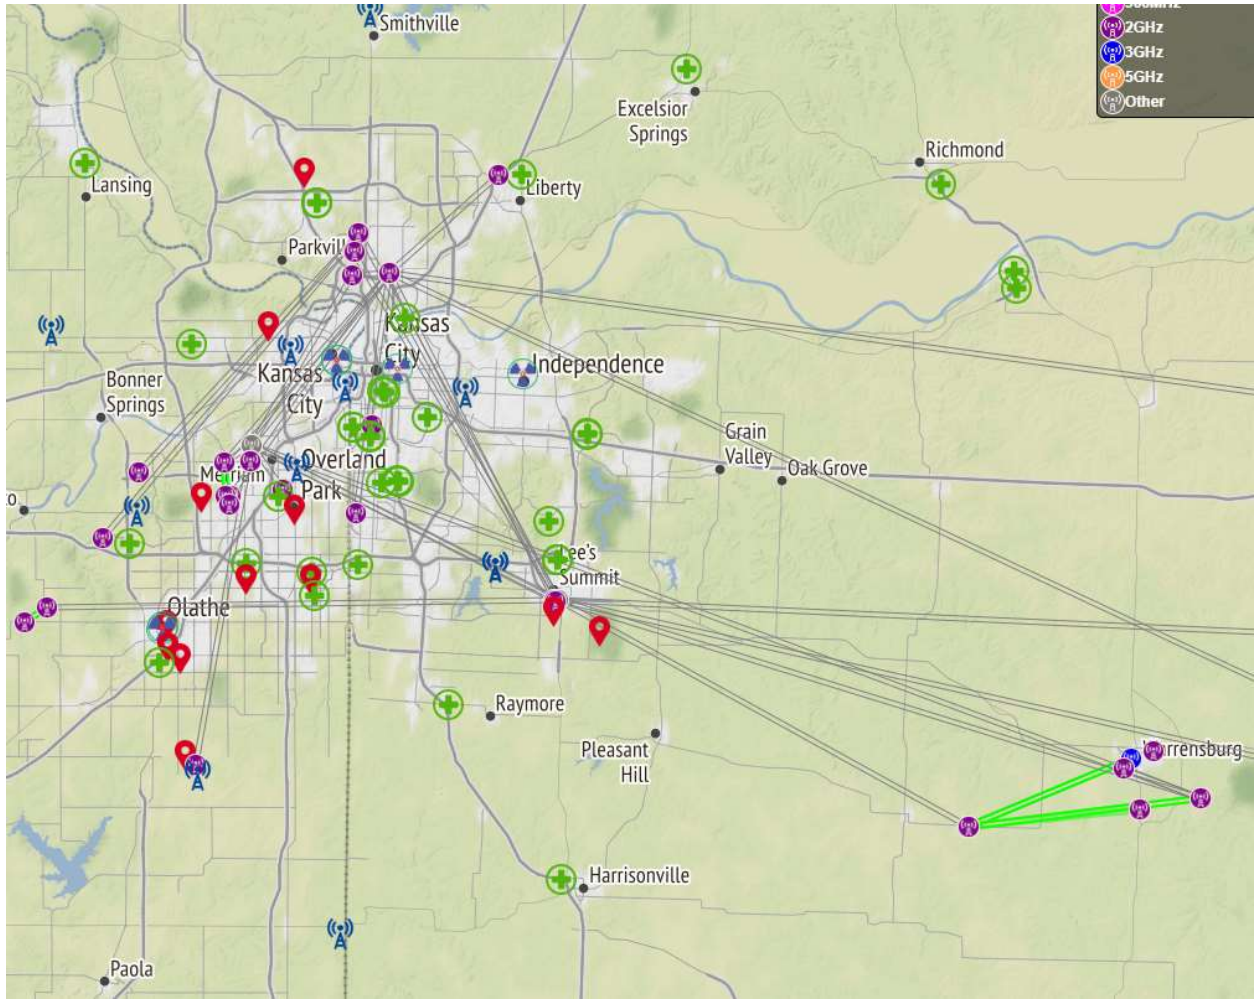 Smithville
900MHz
2GHz
3GHz
5GHz
Other
Excelsior
Springs
Richmond
Lansing
Liberty
Kansas
City
Independence
Kansas
City
Bonner
Springs
Grain
Valley
Oak Grove
Overland
Park
Lee's
Summit
Olathe
Raymore
Pleasant
Hill
Harrisonville
Paola